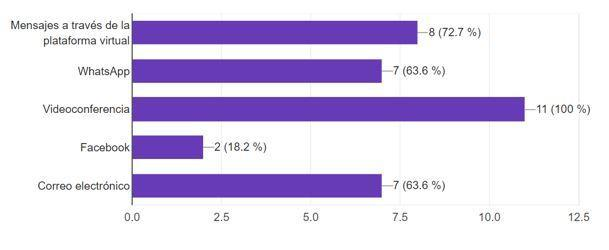 Mensajes a través de la
plataforma virtual
8 (72.7 %)
WhatsApp
7 (63.6 %)
Videoconferencia
11 (100 %)
Facebook
2 (18.2 %)
Correo electrónico
7 (63.6 %)
0.0 2.5 5.0 7.5 10.0 12.5